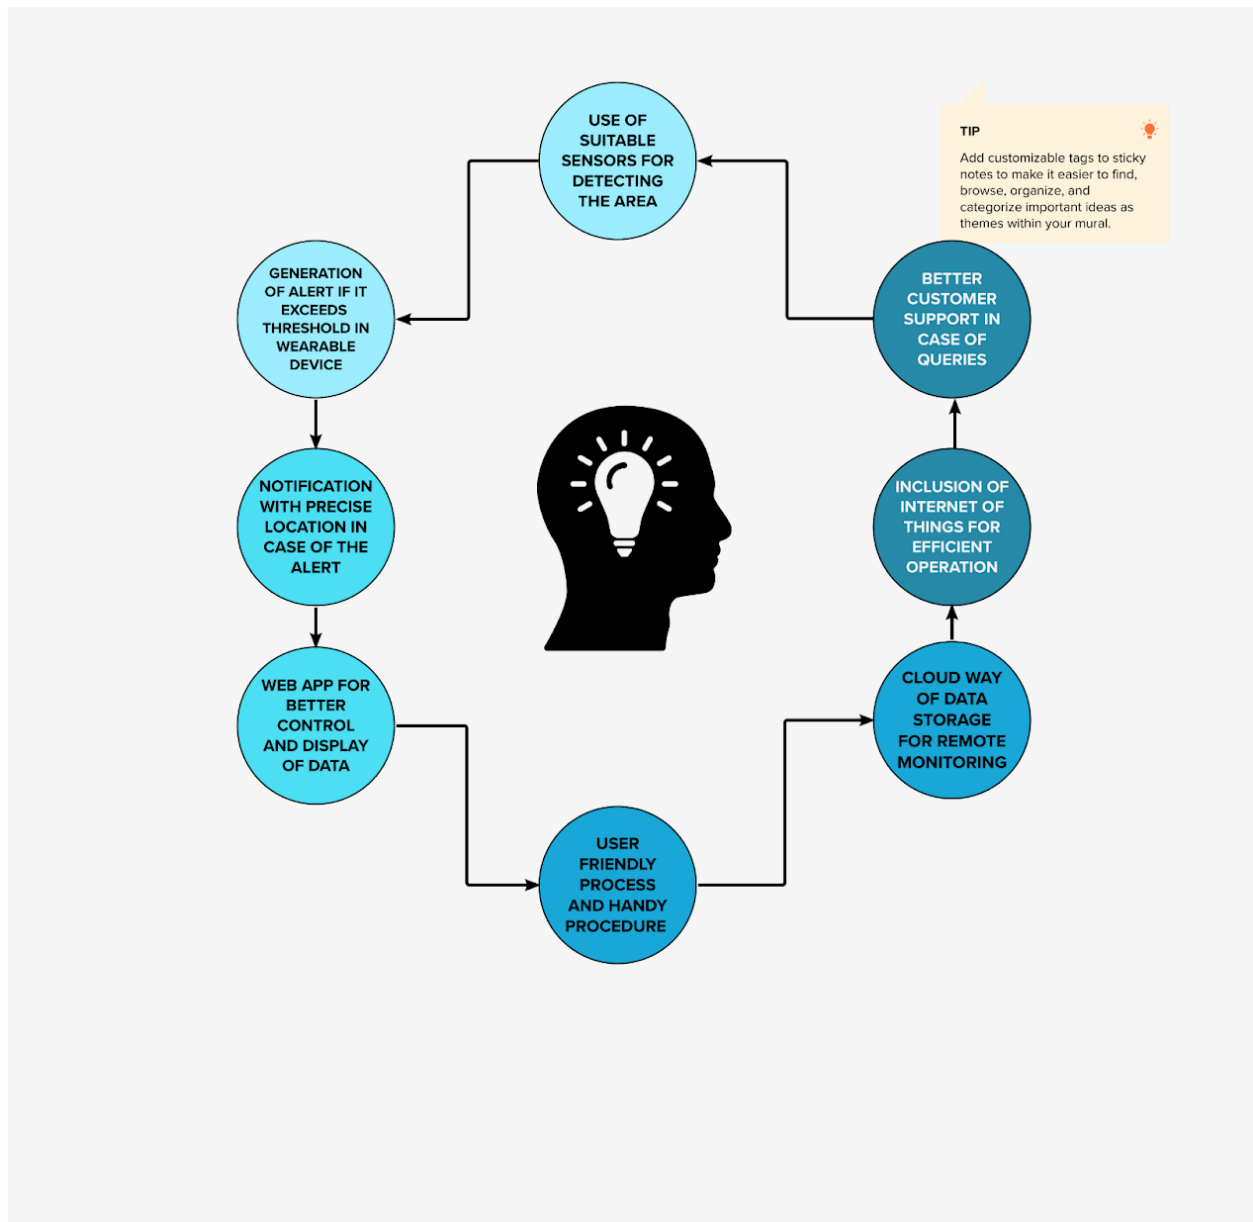 USE OF
SUITABLE
SENSORS FOR
DETECTING
THE AREA
TIP
Add customizable tags to sticky
notes to make it easier to find,
browse, organize, and
categorize important ideas as
themes within your mural.
GENERATION
OF ALERT IF IT
EXCEEDS
THRESHOLD IN
WEARABLE
DEVICE
BETTER
CUSTOMER
SUPPORT IN
CASE OF
QUERIES
NOTIFICATION
WITH PRECISE
LOCATION IN
CASE OF THE
ALERT
INCLUSION OF
INTERNET OF
THINGS FOR
EFFICIENT
OPERATION
WEB APP FOR
BETTER
CONTROL
AND DISPLAY
OF DATA
CLOUD WAY
OF DATA
STORAGE
FOR REMOTE
MONITORING
USER
FRIENDLY
PROCESS
AND HANDY
PROCEDURE